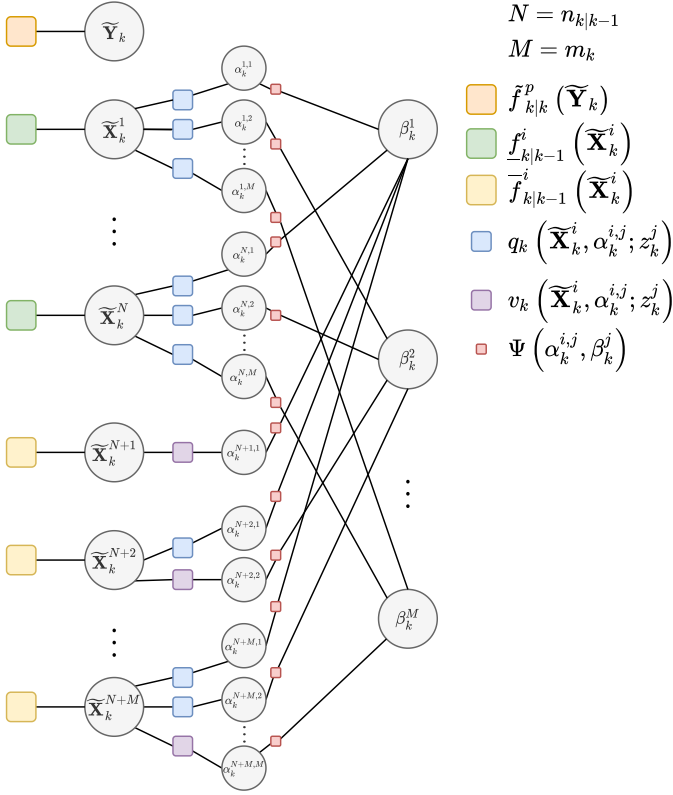 Ỹ_k
X̃_k^1
⋮
X̃_k^N
X̃_k^{N+1}
X̃_k^{N+2}
⋮
X̃_k^{N+M}
α_k^{1,1}
α_k^{1,2}
⋮
α_k^{1,M}
α_k^{N,1}
α_k^{N,2}
⋮
α_k^{N,M}
α_k^{N+1,1}
α_k^{N+2,1}
α_k^{N+2,2}
α_k^{N+M,1}
α_k^{N+M,2}
⋮
α_k^{N+M,M}
β_k^1
β_k^2
⋮
β_k^M
N = n_{k|k−1}
M = m_k
f̃_{k|k}^p (Ỹ_k)
f_{k|k−1}^i (X̃_k^i)
f̅_{k|k−1}^i (X̃_k^i)
q_k (X̃_k^i, α_k^{i,j}; z_k^j)
v_k (X̃_k^i, α_k^{i,j}; z_k^j)
Ψ (α_k^{i,j}, β_k^j)